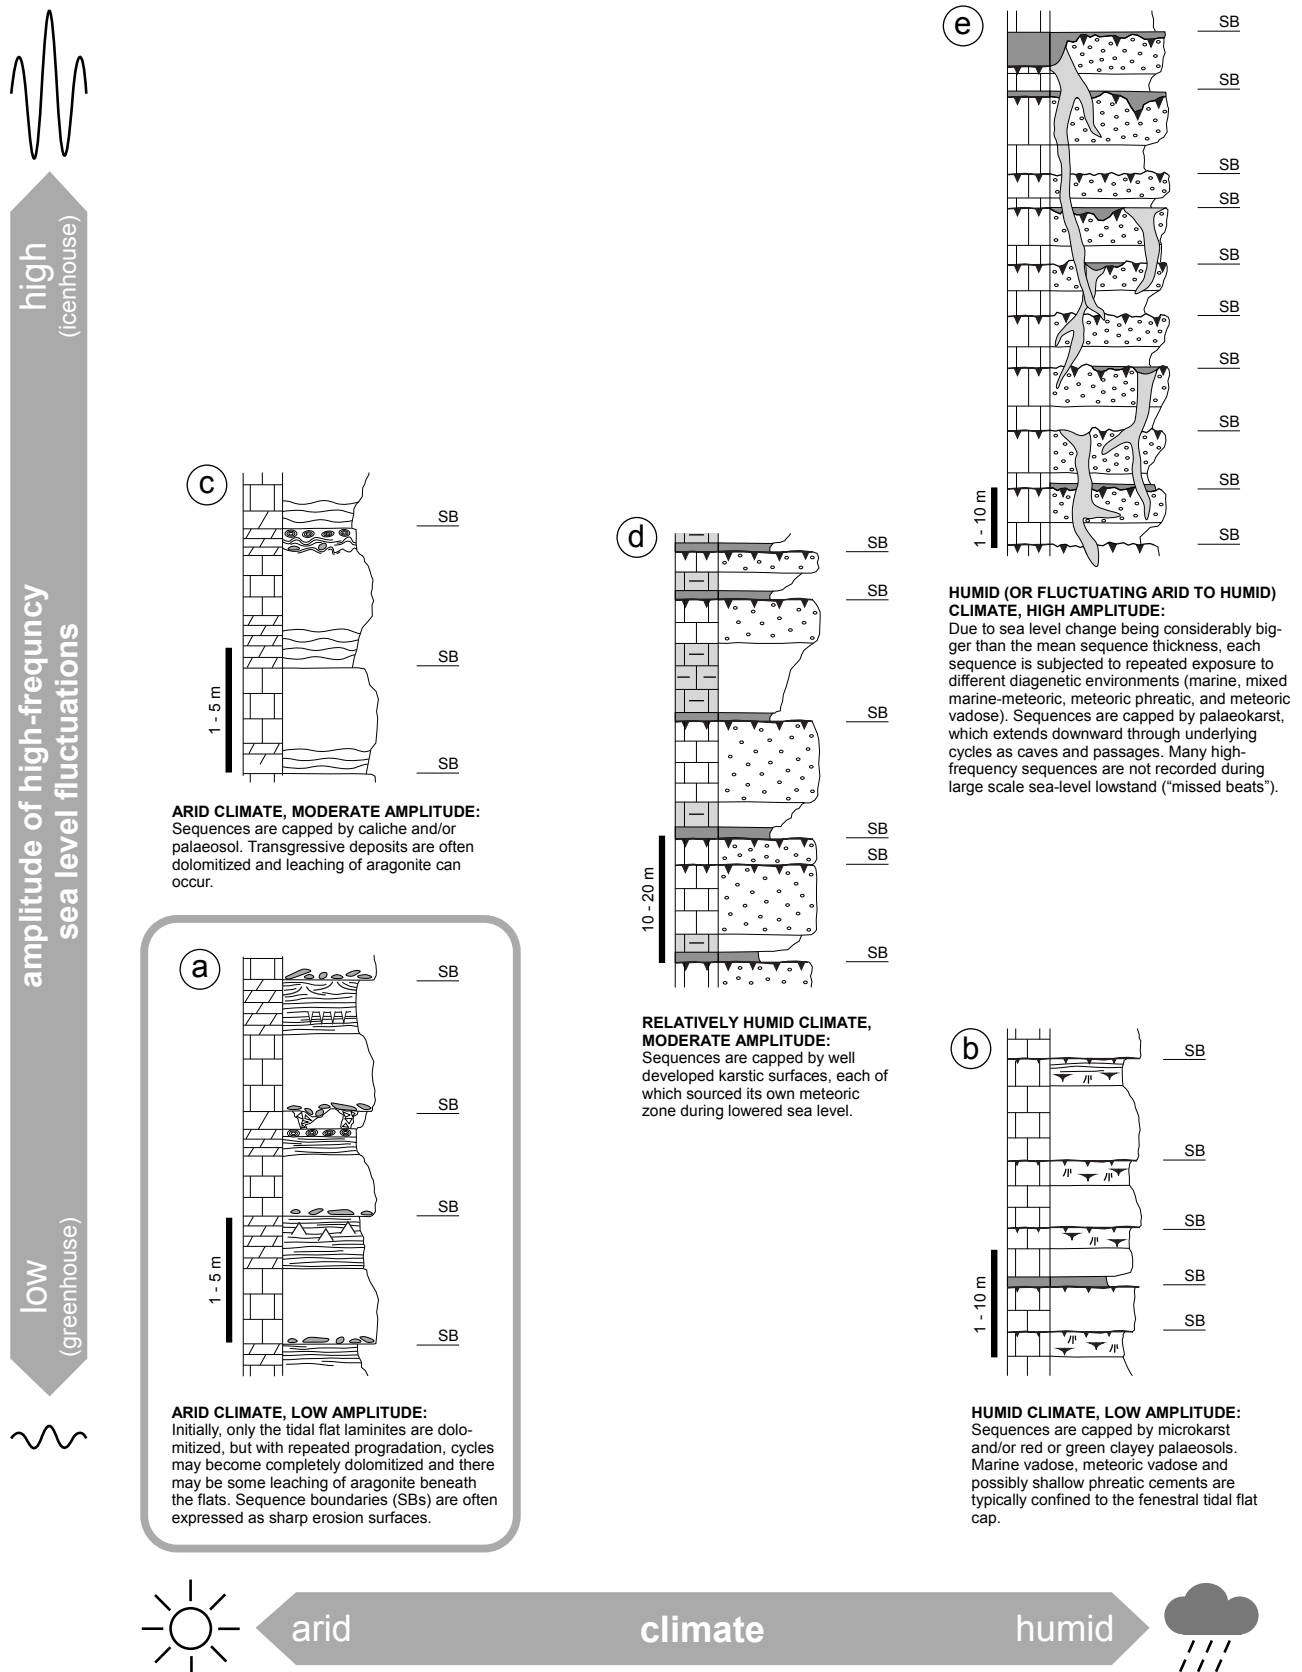 e
SB
SB
SB
SB
SB
SB
SB
SB
SB
SB
1 - 10 m
HUMID (OR FLUCTUATING ARID TO HUMID)
CLIMATE, HIGH AMPLITUDE:
Due to sea level change being considerably big-
ger than the mean sequence thickness, each
sequence is subjected to repeated exposure to
different diagenetic environments (marine, mixed
marine-meteoric, meteoric phreatic, and meteoric
vadose). Sequences are capped by palaeokarst,
which extends downward through underlying
cycles as caves and passages. Many high-
frequency sequences are not recorded during
large scale sea-level lowstand (“missed beats”).
high
(icenhouse)
amplitude of high-frequncy
sea level fluctuations
low
(greenhouse)
c
SB
SB
SB
1 - 5 m
ARID CLIMATE, MODERATE AMPLITUDE:
Sequences are capped by caliche and/or
palaeosol. Transgressive deposits are often
dolomitized and leaching of aragonite can
occur.
d
SB
SB
SB
SB
SB
SB
10 - 20 m
RELATIVELY HUMID CLIMATE,
MODERATE AMPLITUDE:
Sequences are capped by well
developed karstic surfaces, each of
which sourced its own meteoric
zone during lowered sea level.
a
SB
SB
SB
SB
1 - 5 m
ARID CLIMATE, LOW AMPLITUDE:
Initially, only the tidal flat laminites are dolo-
mitized, but with repeated progradation, cycles
may become completely dolomitized and there
may be some leaching of aragonite beneath
the flats. Sequence boundaries (SBs) are often
expressed as sharp erosion surfaces.
b
SB
SB
SB
SB
SB
1 - 10 m
HUMID CLIMATE, LOW AMPLITUDE:
Sequences are capped by microkarst
and/or red or green clayey palaeosols.
Marine vadose, meteoric vadose and
possibly shallow phreatic cements are
typically confined to the fenestral tidal flat
cap.
arid
climate
humid